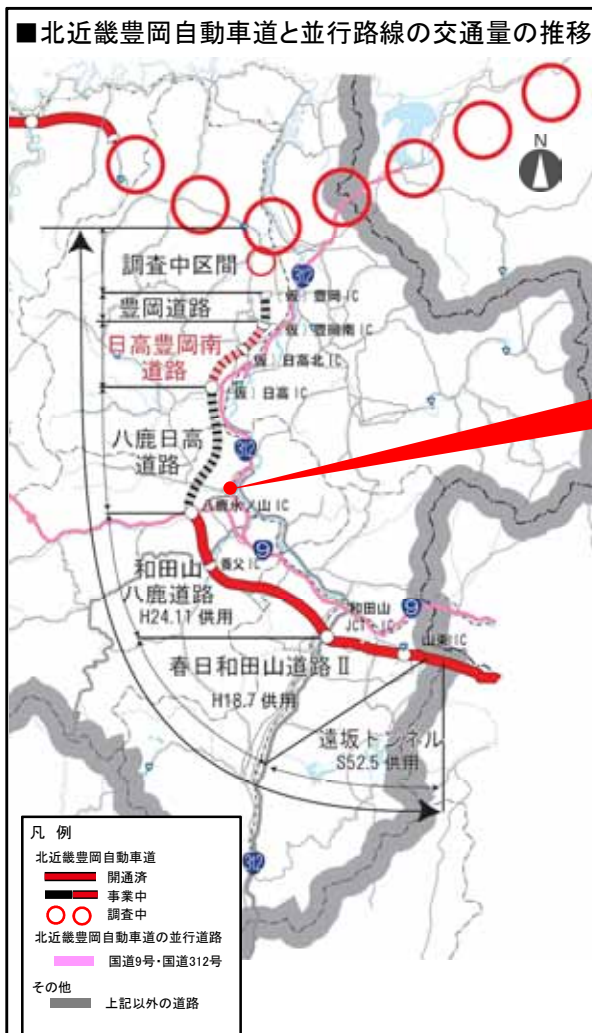 ■北近畿豊岡自動車道と並行路線の交通量の推移
N
調査中区間
312
(仮)豊岡IC
豊岡道路
(仮)豊岡南IC
日高豊岡南
道路
(仮)日高北IC
(仮)日高IC
八鹿日高
道路
312
八鹿氷ノ山IC
9
養父IC
和田山
八鹿道路
H24.11 供用
和田山
JCT・IC
9
山東IC
春日和田山道路Ⅱ
H18.7 供用
遠坂トンネル
S52.5 供用
312
凡 例
北近畿豊岡自動車道
開通済
事業中
調査中
北近畿豊岡自動車道の並行道路
国道9号・国道312号
その他
上記以外の道路